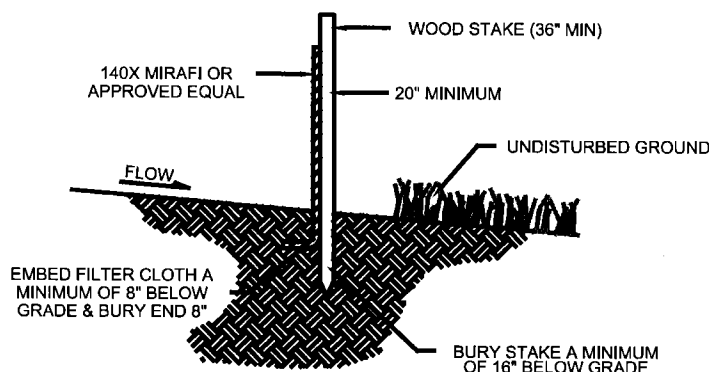 WOOD STAKE (36" MIN)
140X MIRAFI OR
APPROVED EQUAL
20" MINIMUM
UNDISTURBED GROUND
FLOW
EMBED FILTER CLOTH A
MINIMUM OF 8" BELOW
GRADE & BURY END 8"
BURY STAKE A MINIMUM
OF 16" BELOW GRADE